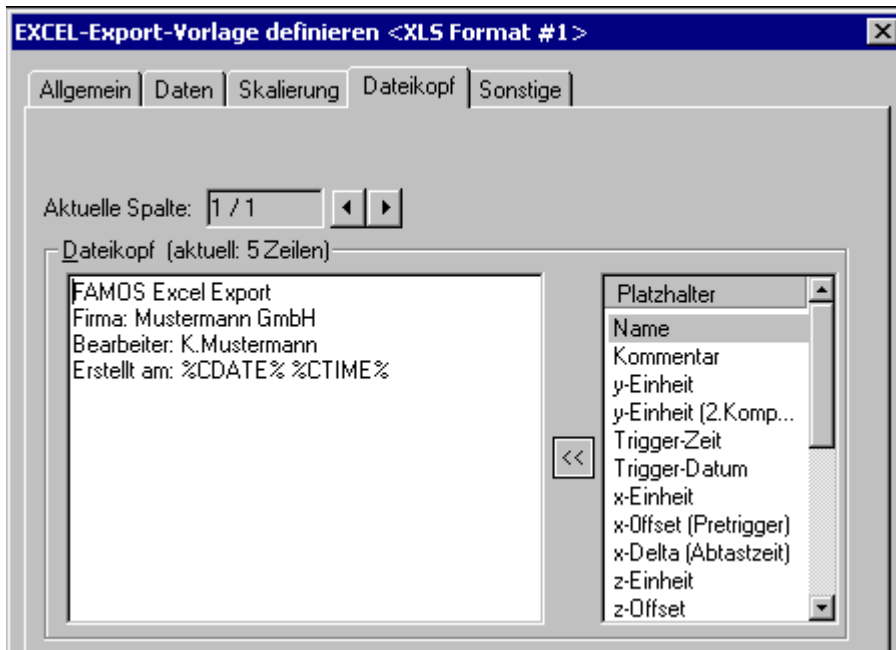 EXCEL-Export-Vorlage definieren <XLS Format #1>
Allgemein Daten Skalierung Dateikopf Sonstige
Aktuelle Spalte: 1 / 1
Dateikopf (aktuell: 5 Zeilen)
FAMOS Excel Export
Firma: Mustermann GmbH
Bearbeiter: K.Mustermann
Erstellt am: %CDATE% %CTIME%
<<
Platzhalter
Name
Kommentar
y-Einheit
y-Einheit (2.Komp...
Trigger-Zeit
Trigger-Datum
x-Einheit
x-Offset (Pretrigger)
x-Delta (Abtastzeit)
z-Einheit
z-Offset